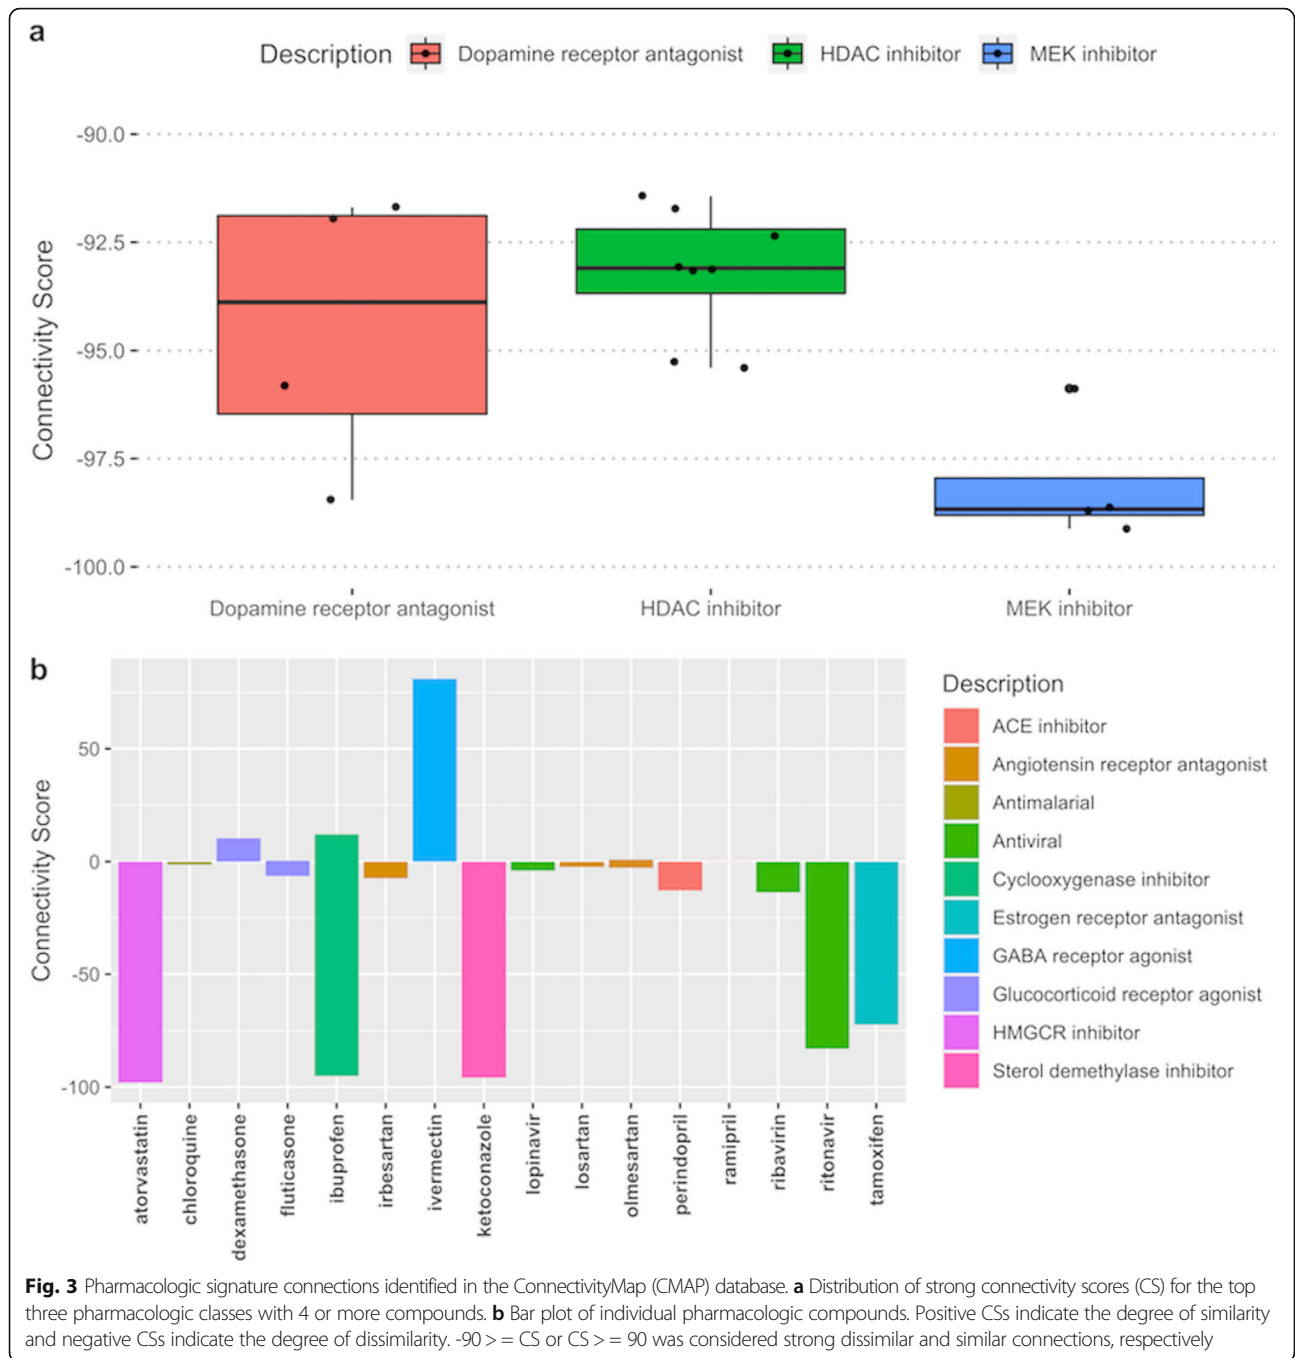 a
Description Dopamine receptor antagonist HDAC inhibitor MEK inhibitor
Connectivity Score
-90.0
-92.5
-95.0
-97.5
-100.0
Dopamine receptor antagonist HDAC inhibitor MEK inhibitor
b
Connectivity Score
50
0
-50
-100
atorvastatin
chloroquine
dexamethasone
fluticasone
ibuprofen
irbesartan
ivermectin
ketoconazole
lopinavir
losartan
olmesartan
perindopril
ramipril
ribavirin
ritonavir
tamoxifen
Description
ACE inhibitor
Angiotensin receptor antagonist
Antimalarial
Antiviral
Cyclooxygenase inhibitor
Estrogen receptor antagonist
GABA receptor agonist
Glucocorticoid receptor agonist
HMGCR inhibitor
Sterol demethylase inhibitor
Fig. 3 Pharmacologic signature connections identified in the ConnectivityMap (CMAP) database. a Distribution of strong connectivity scores (CS) for the top
three pharmacologic classes with 4 or more compounds. b Bar plot of individual pharmacologic compounds. Positive CSs indicate the degree of similarity
and negative CSs indicate the degree of dissimilarity. -90 > = CS or CS > = 90 was considered strong dissimilar and similar connections, respectively